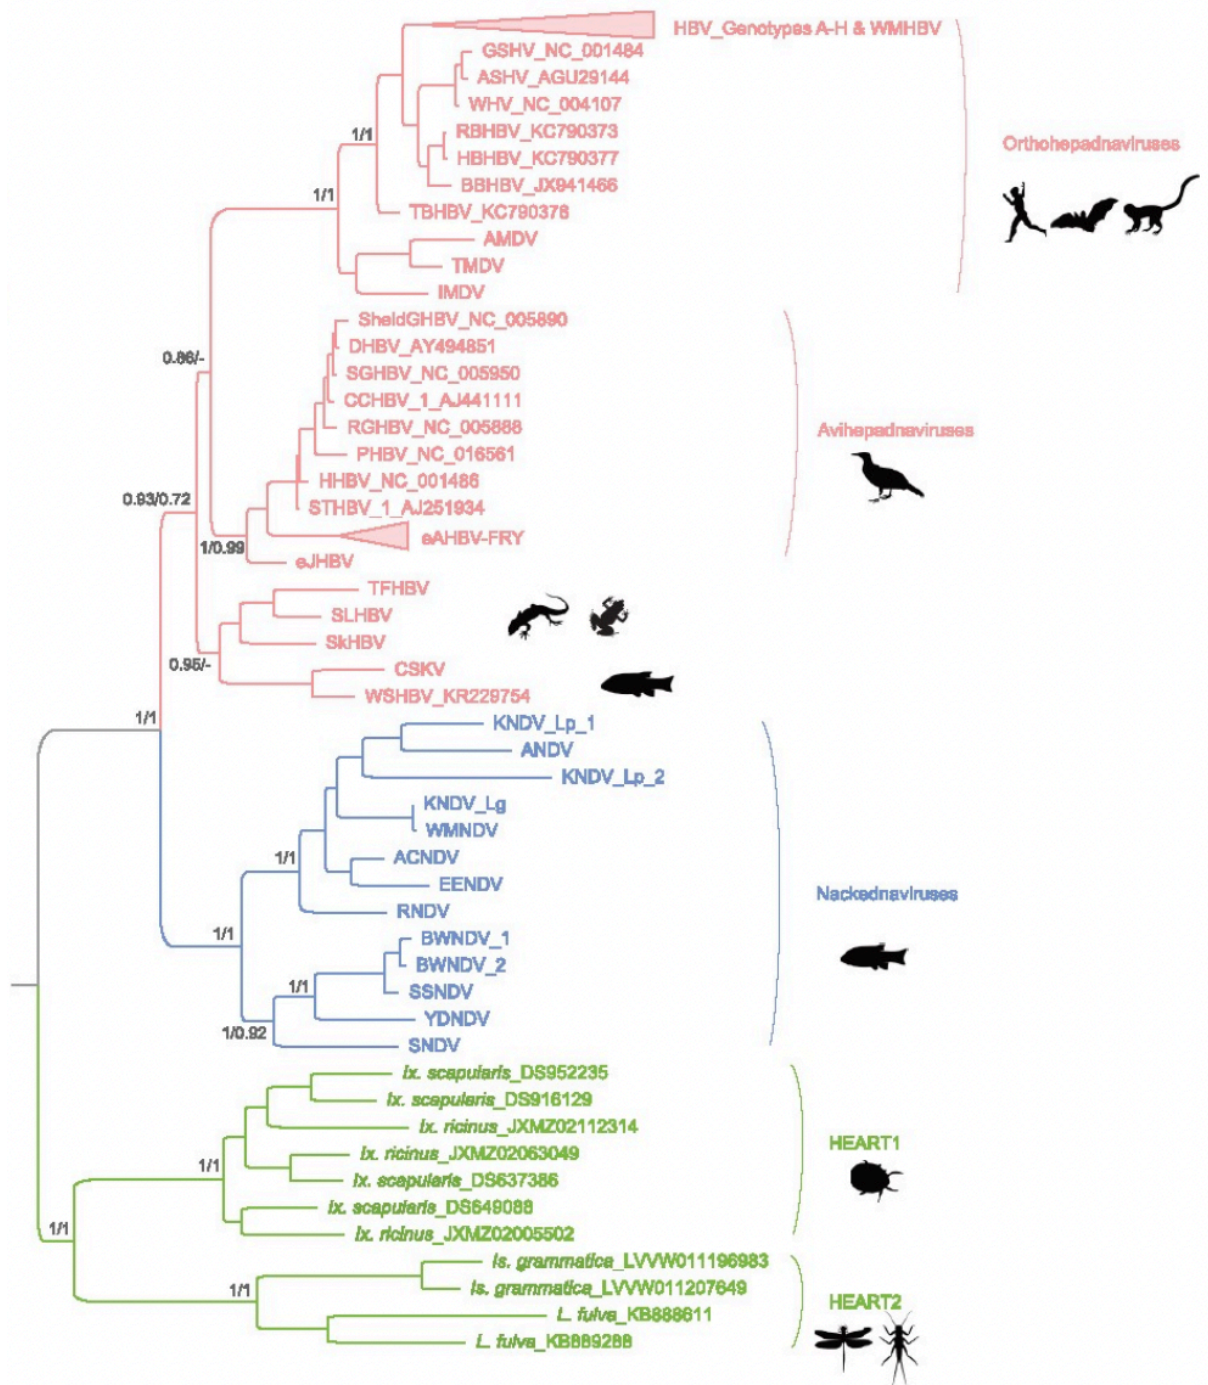 HBV_Genotypes A-H & WMHBV
GSHV_NC_001484
ASHV_AGU29144
WHV_NC_004107
1/1
RBHBV_KC790373
HBHBV_KC790377
Orthohepadnaviruses
BBHBV_JX941466
1/1
TBHBV_KC790378
AMDV
TMDV
IMDV
SheldGHBV_NC_005890
DHBV_AY494851
0.86/-
SGHBV_NC_005950
CCHBV_1_AJ441111
RGHBV_NC_005888
Avihepadnaviruses
PHBV_NC_016561
HHBV_NC_001486
0.93/0.72
STHBV_1_AJ251934
eAHBV-FRY
1/0.99
eJHBV
TFHBV
SLHBV
SkHBV
0.95/-
CSKV
WSHBV_KR229754
1/1
KNDV_Lp_1
ANDV
KNDV_Lp_2
KNDV_Lg
WMNDV
1/1
ACNDV
EENDV
Nackednaviruses
RNDV
1/1
BWNDV_1
BWNDV_2
1/1
SSNDV
YDNDV
1/0.92
SNDV
Ix. scapularis_DS952235
Ix. scapularis_DS916129
Ix. ricinus_JXMZ02112314
HEART1
Ix. ricinus_JXMZ02063049
1/1
Ix. scapularis_DS637386
Ix. scapularis_DS649088
1/1
Ix. ricinus_JXMZ02005502
Is. grammatica_LVVW011196983
1/1
Is. grammatica_LVVW011207649
HEART2
L. fulva_KB888611
L. fulva_KB889288